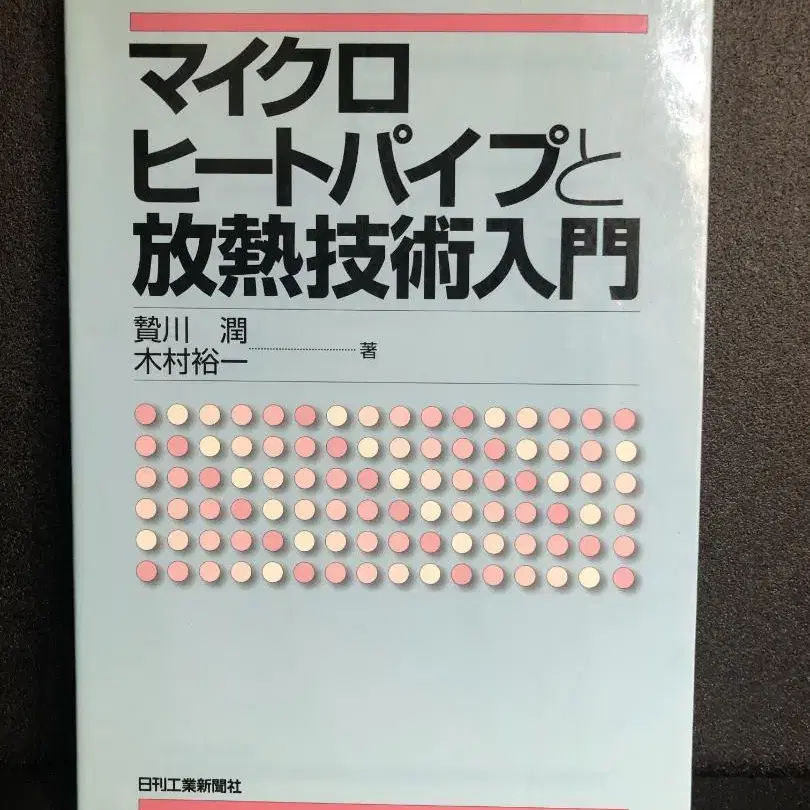 マイクロ
ヒートパイプと
放熱技術入門
贄川 潤
木村裕一
著
日刊工業新聞社